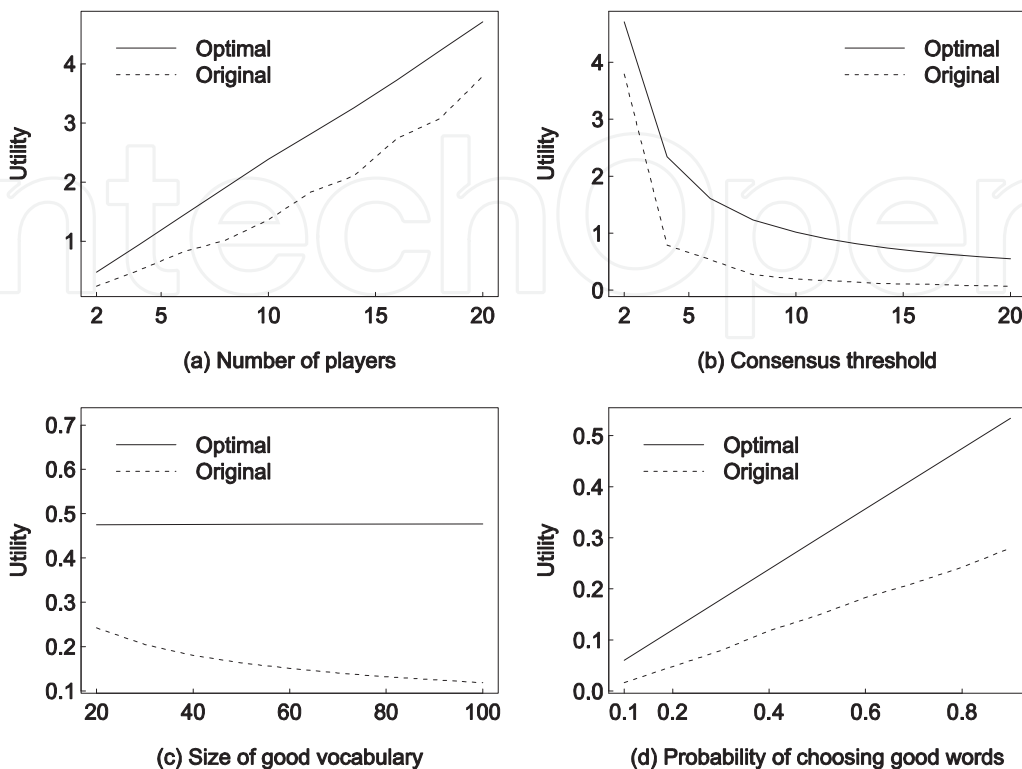 Optimal
Original
4
3
2
1
Utility
2 5 10 15 20
(a) Number of players
Optimal
Original
4
3
2
1
0
Utility
2 5 10 15 20
(b) Consensus threshold
Optimal
Original
0.7
0.6
0.5
0.4
0.3
0.2
0.1
Utility
20 40 60 80 100
(c) Size of good vocabulary
Optimal
Original
0.5
0.4
0.3
0.2
0.1
0.0
Utility
0.1 0.2 0.4 0.6 0.8
(d) Probability of choosing good words
ntechOpen